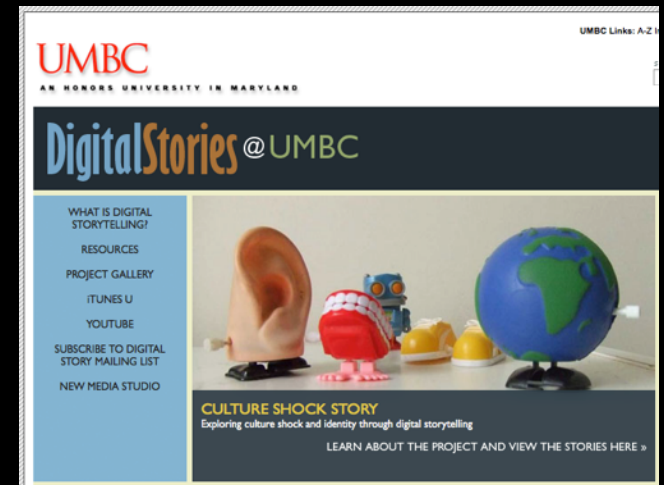 UMBC Links: A-Z
UMBC
AN HONORS UNIVERSITY IN MARYLAND
DigitalStories @UMBC
WHAT IS DIGITAL
STORYTELLING?
RESOURCES
PROJECT GALLERY
iTUNES U
YOUTUBE
SUBSCRIBE TO DIGITAL
STORY MAILING LIST
NEW MEDIA STUDIO
CULTURE SHOCK STORY
Exploring culture shock and identity through digital storytelling
LEARN ABOUT THE PROJECT AND VIEW THE STORIES HERE »